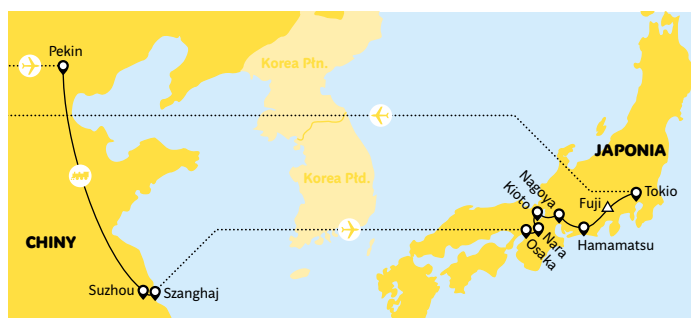 Pekin
Korea Płn.
JAPONIA
Korea Płd.
Nagoya
Kioto
Fuji
Tokio
Nara
Osaka
Hamamatsu
CHINY
Suzhou
Szanghaj